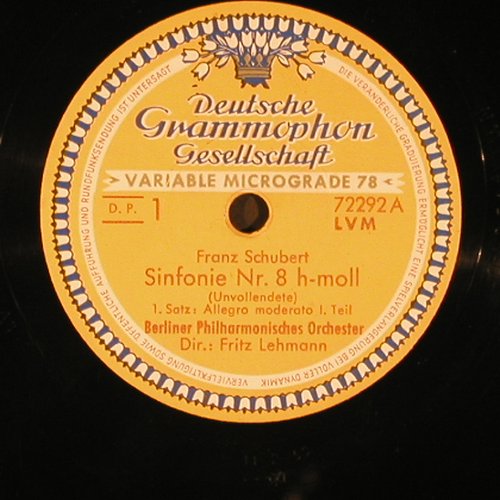 Deutsche
Grammophon
Gesellschaft
VARIABLE MICROGRADE 78
D. P. 1
72292 A
LVM
Franz Schubert
Sinfonie Nr. 8 h-moll
(Unvollendete)
1. Satz: Allegro moderato I. Teil
Berliner Philharmonisches Orchester
Dir.: Fritz Lehmann
DIE VERÄNDERLICHE GRADUIERUNG ERMÖGLICHT EINE SPIELVERLÄNGERUNG BEI VOLLER DYNAMIK
VERVIELFÄLTIGUNG SOWIE ÖFFENTLICHE AUFFÜHRUNG UND RUNDFUNKSENDUNG IST UNTERSAGT